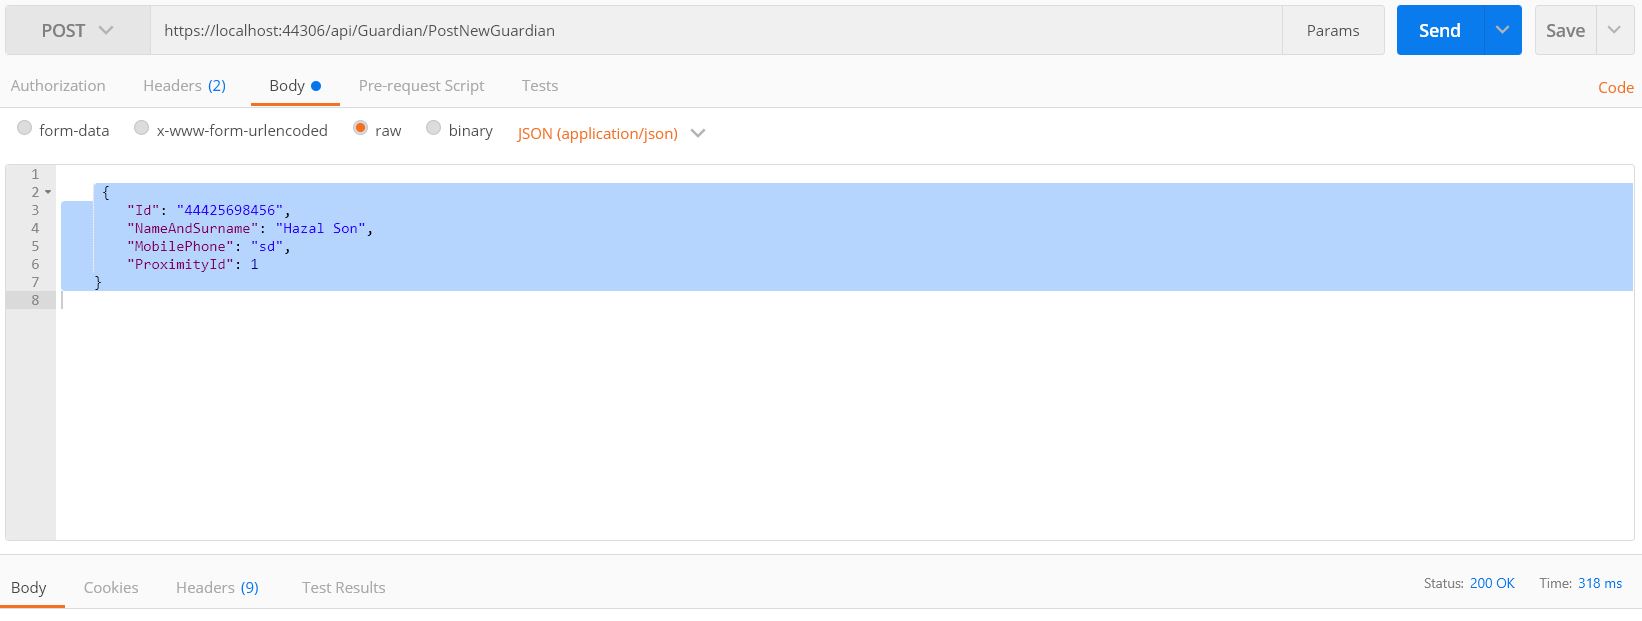 POST https://localhost:44306/api/Guardian/PostNewGuardian Params Send Save
Authorization Headers (2) Body Pre-request Script Tests Code
form-data x-www-form-urlencoded raw binary JSON (application/json)
1
2 {
3 "Id": "44425698456",
4 "NameAndSurname": "Hazal Son",
5 "MobilePhone": "sd",
6 "ProximityId": 1
7 }
8
Body Cookies Headers (9) Test Results Status: 200 OK Time: 318 ms